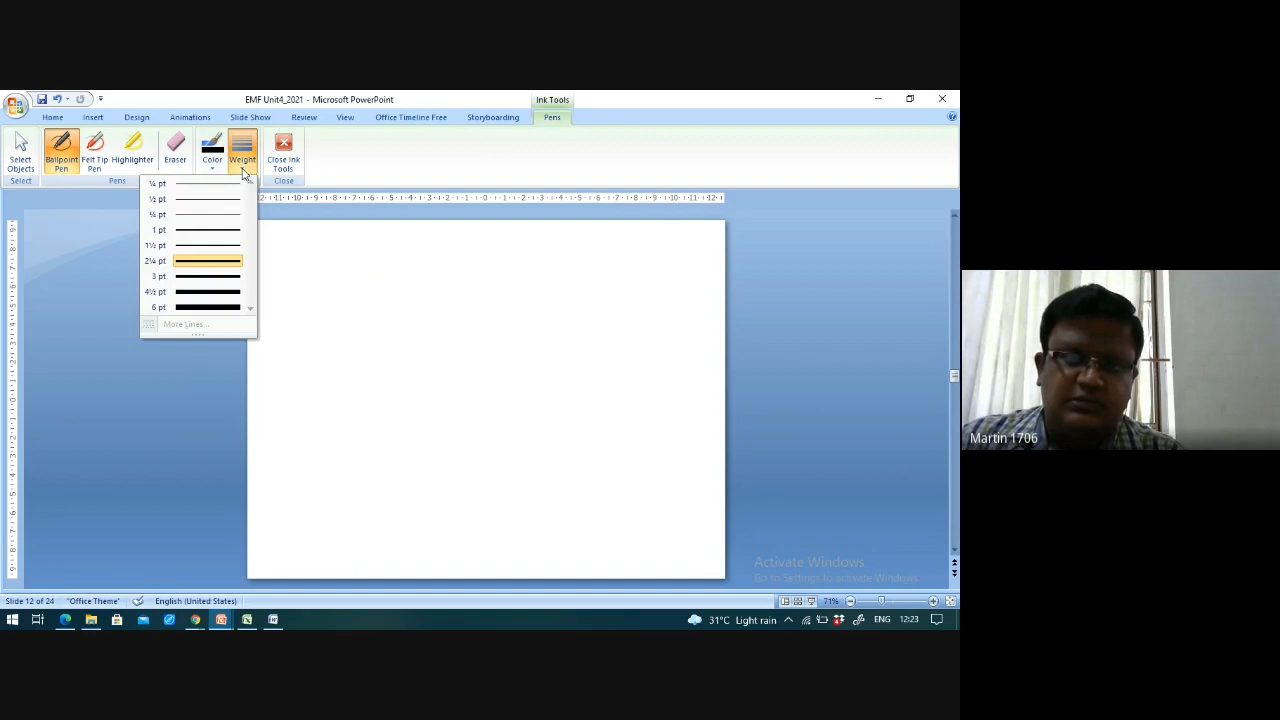 EMF Unit4_2021 - Microsoft PowerPoint
Ink Tools
Home Insert Design Animations Slide Show Review View Office Timeline Free Storyboarding Pens
Select Objects
Ballpoint Pen
Felt Tip Pen
Highlighter
Eraser
Color
Weight
Close Ink Tools
Select
Pens
Close
¼ pt
½ pt
¾ pt
1 pt
1½ pt
2¼ pt
3 pt
4½ pt
6 pt
More Lines...
Martin 1706
Activate Windows
Go to Settings to activate Windows.
Slide 12 of 24
"Office Theme"
English (United States)
71%
31°C Light rain
ENG
12:23